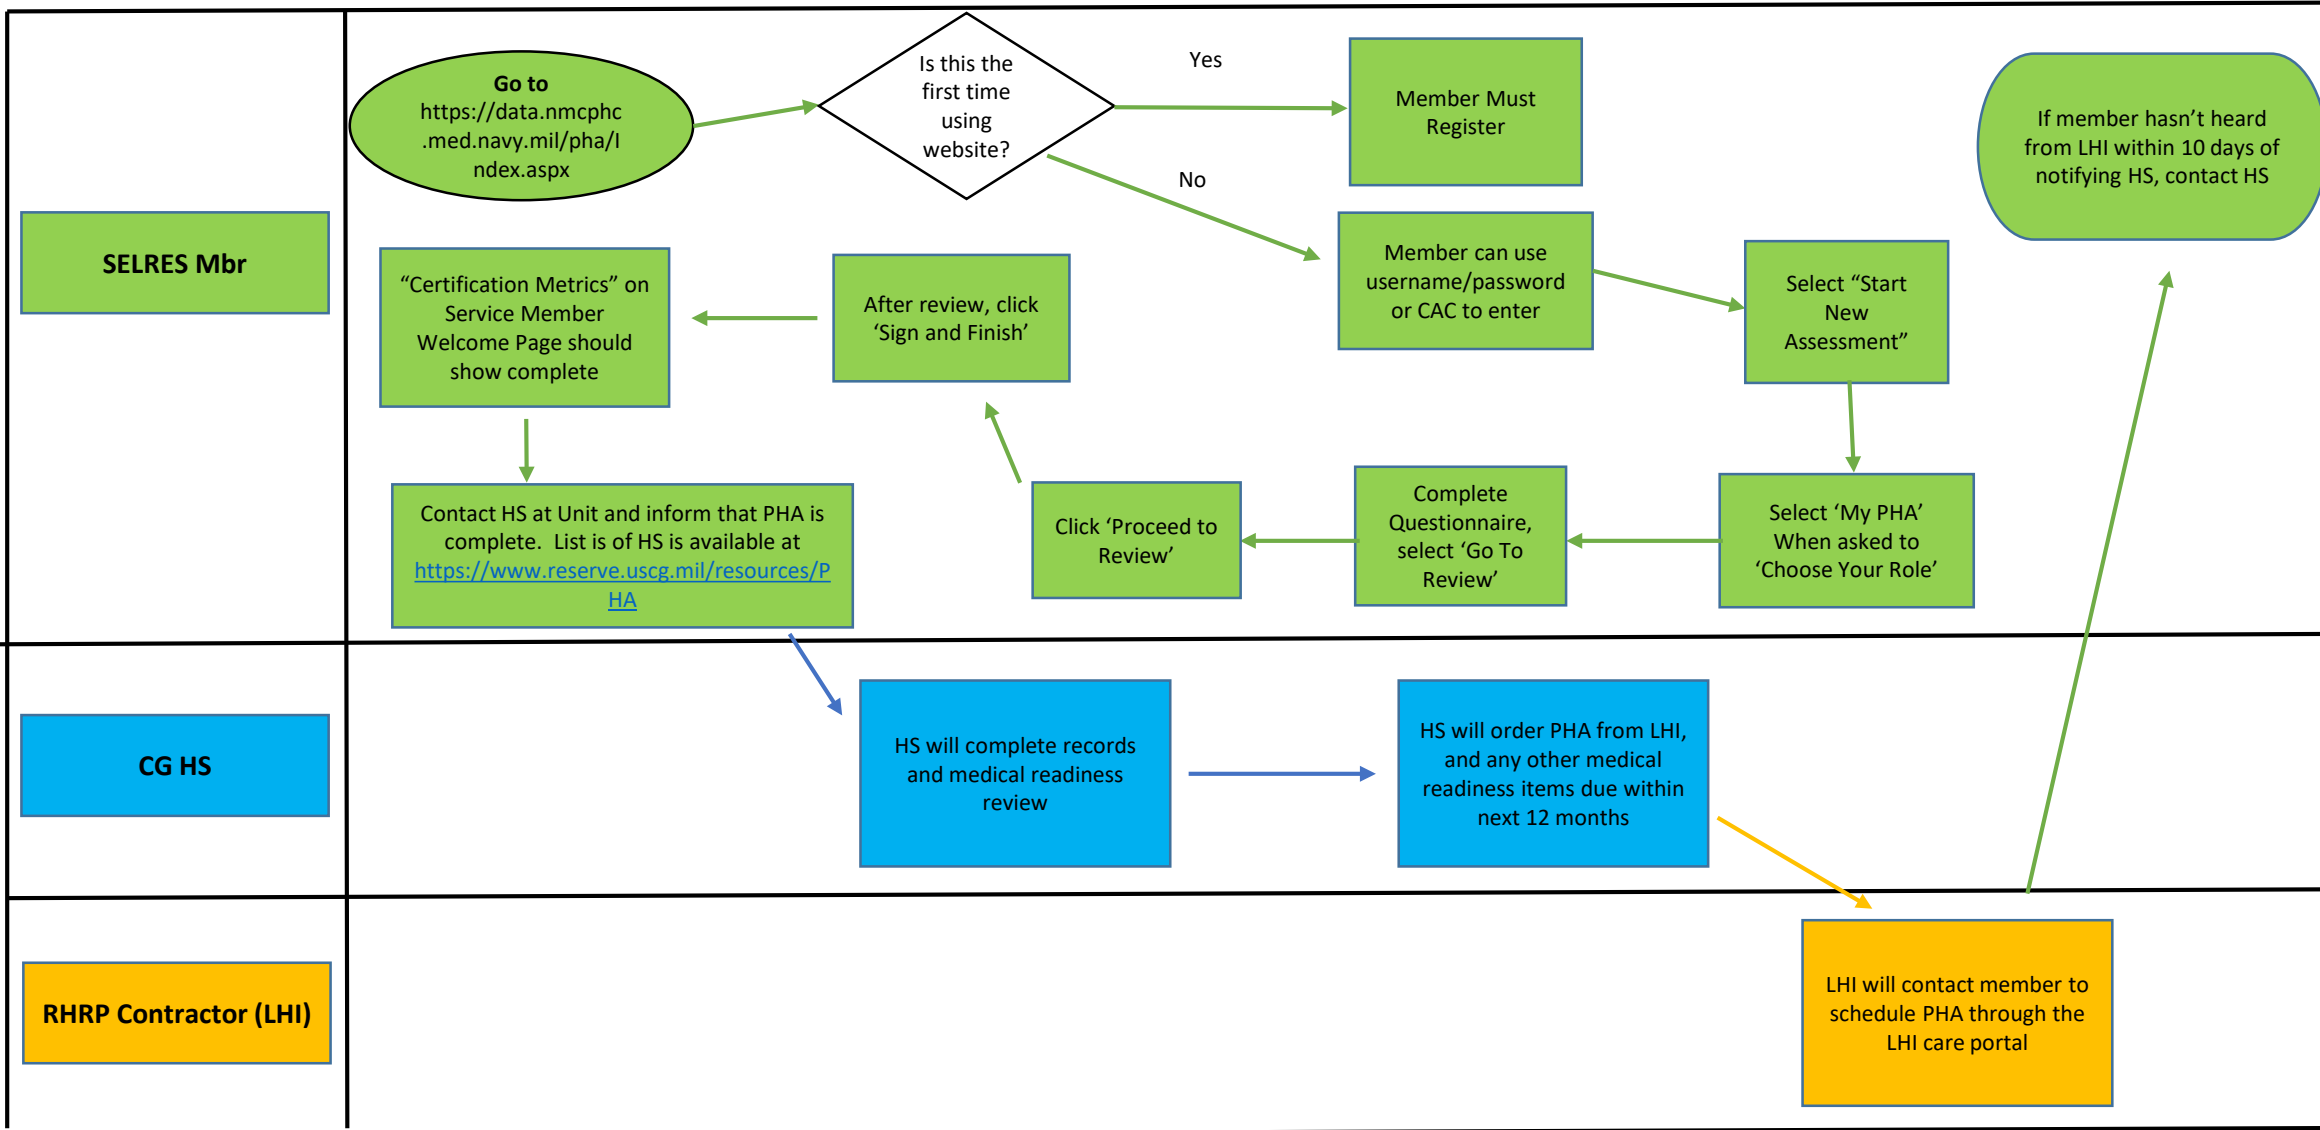 SELRES Mbr
Go to
https://data.nmcphc
.med.navy.mil/pha/I
ndex.aspx
Is this the
first time
using
website?
Yes
No
Member Must
Register
Member can use
username/password
or CAC to enter
Select “Start
New
Assessment”
Select ‘My PHA’
When asked to
‘Choose Your Role’
Complete
Questionnaire,
select ‘Go To
Review’
Click ‘Proceed to
Review’
After review, click
‘Sign and Finish’
“Certification Metrics” on
Service Member
Welcome Page should
show complete
Contact HS at Unit and inform that PHA is
complete.  List is of HS is available at
https://www.reserve.uscg.mil/resources/P
HA
If member hasn’t heard
from LHI within 10 days of
notifying HS, contact HS
CG HS
HS will complete records
and medical readiness
review
HS will order PHA from LHI,
and any other medical
readiness items due within
next 12 months
RHRP Contractor (LHI)
LHI will contact member to
schedule PHA through the
LHI care portal